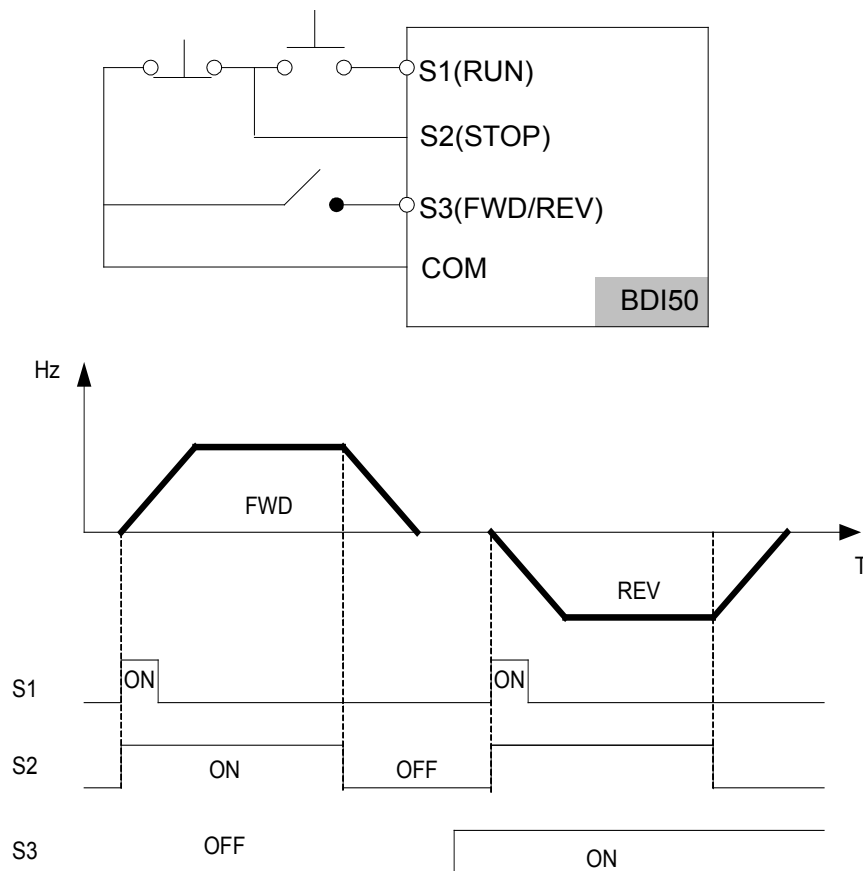 S1(RUN)
S2(STOP)
S3(FWD/REV)
COM
BDI50
Hz
FWD
T
REV
S1
ON
ON
S2
ON
OFF
S3
OFF
ON